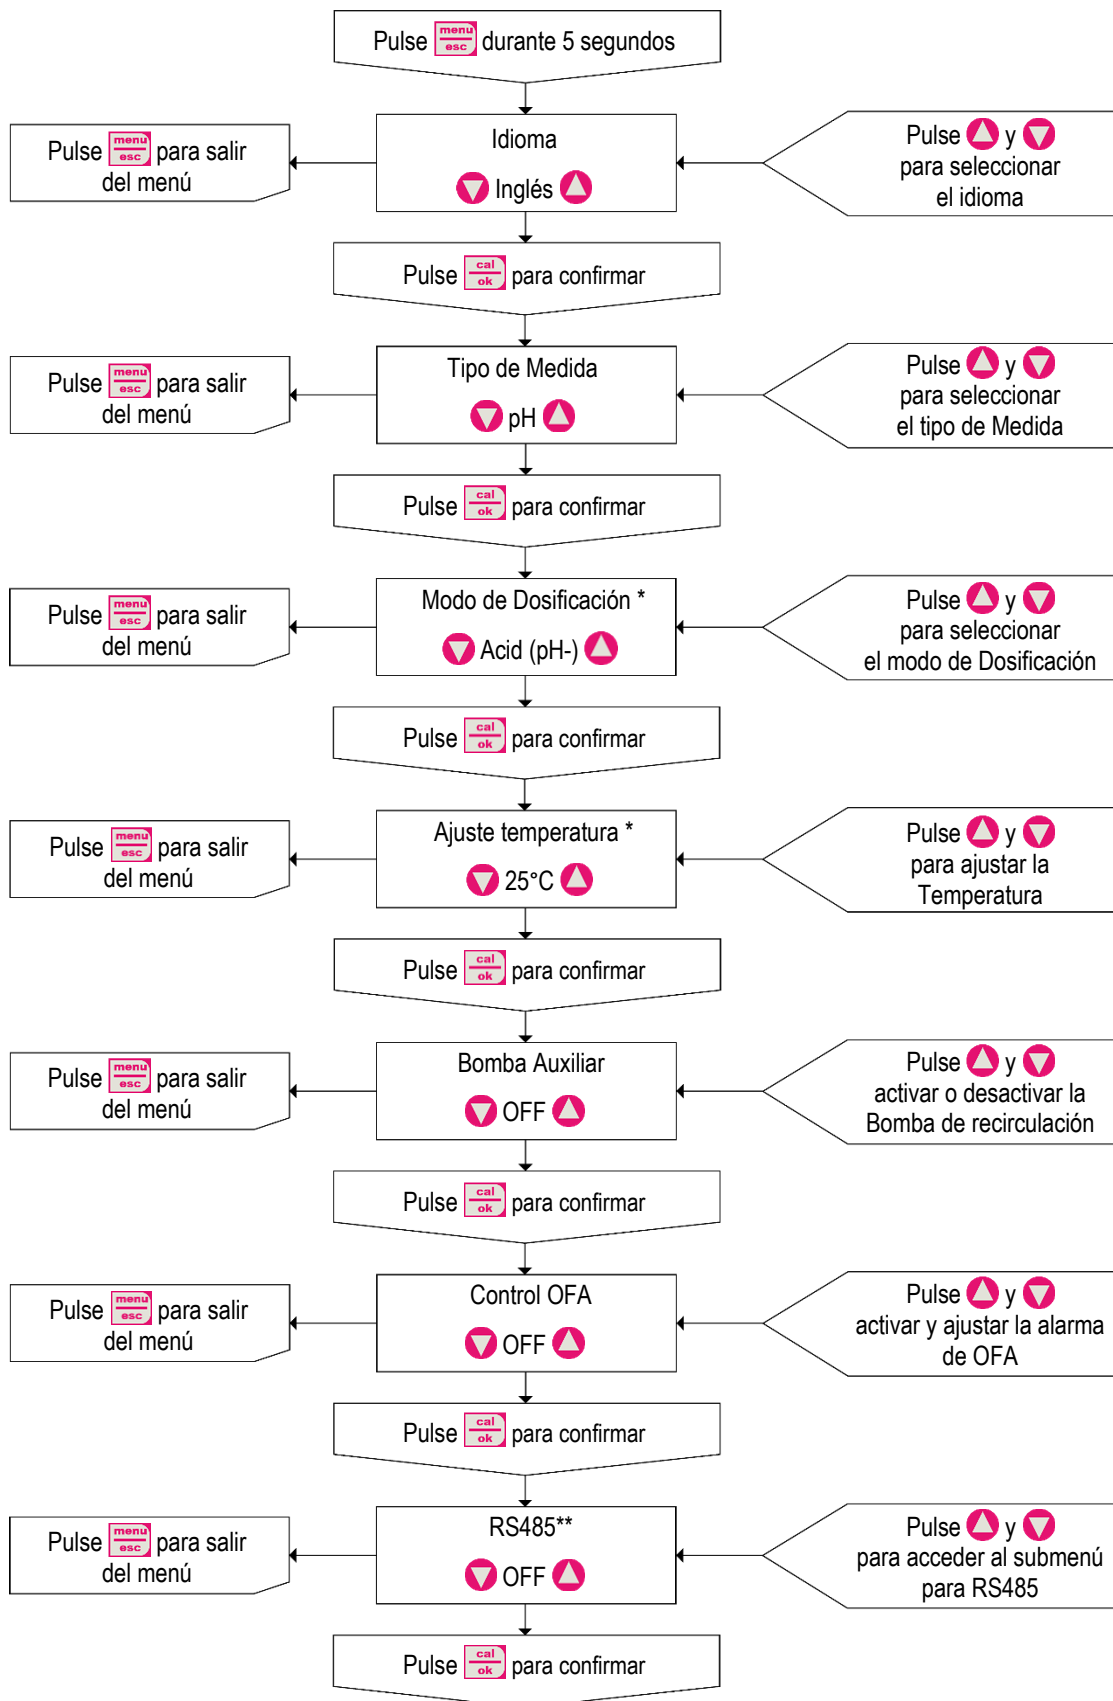 Pulse menu esc durante 5 segundos
Pulse menu esc para salir
del menú
Idioma
Inglés
Pulse y
para seleccionar
el idioma
Pulse cal ok para confirmar
Pulse menu esc para salir
del menú
Tipo de Medida
pH
Pulse y
para seleccionar
el tipo de Medida
Pulse cal ok para confirmar
Pulse menu esc para salir
del menú
Modo de Dosificación *
Acid (pH-)
Pulse y
para seleccionar
el modo de Dosificación
Pulse cal ok para confirmar
Pulse menu esc para salir
del menú
Ajuste temperatura *
25°C
Pulse y
para ajustar la
Temperatura
Pulse cal ok para confirmar
Pulse menu esc para salir
del menú
Bomba Auxiliar
OFF
Pulse y
activar o desactivar la
Bomba de recirculación
Pulse cal ok para confirmar
Pulse menu esc para salir
del menú
Control OFA
OFF
Pulse y
activar y ajustar la alarma
de OFA
Pulse cal ok para confirmar
Pulse menu esc para salir
del menú
RS485**
OFF
Pulse y
para acceder al submenú
para RS485
Pulse cal ok para confirmar